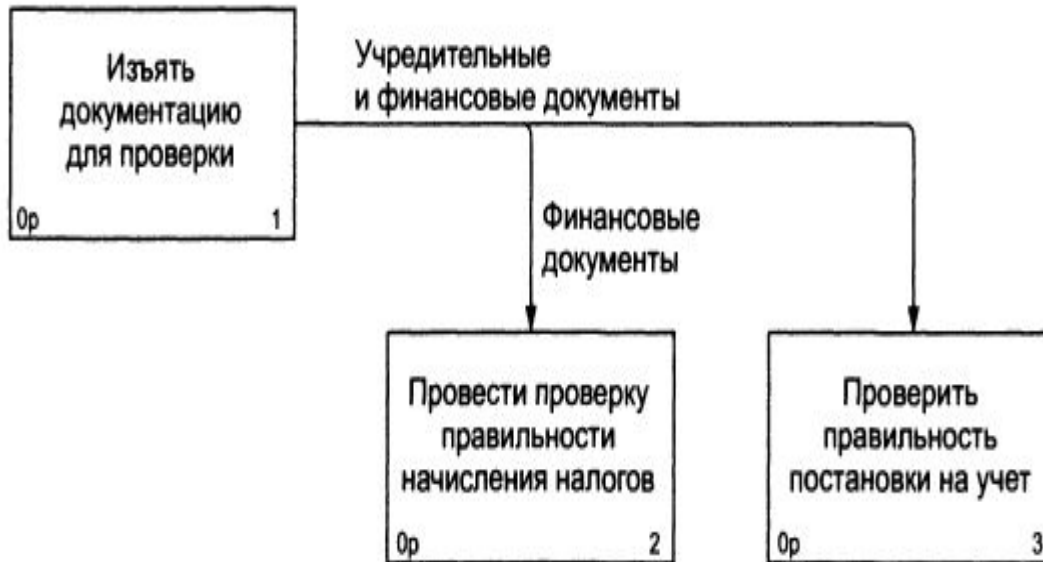 Изъять
документацию
для проверки
0р 1
Учредительные
и финансовые документы
Финансовые
документы
Провести проверку
правильности
начисления налогов
0р 2
Проверить
правильность
постановки на учет
0р 3